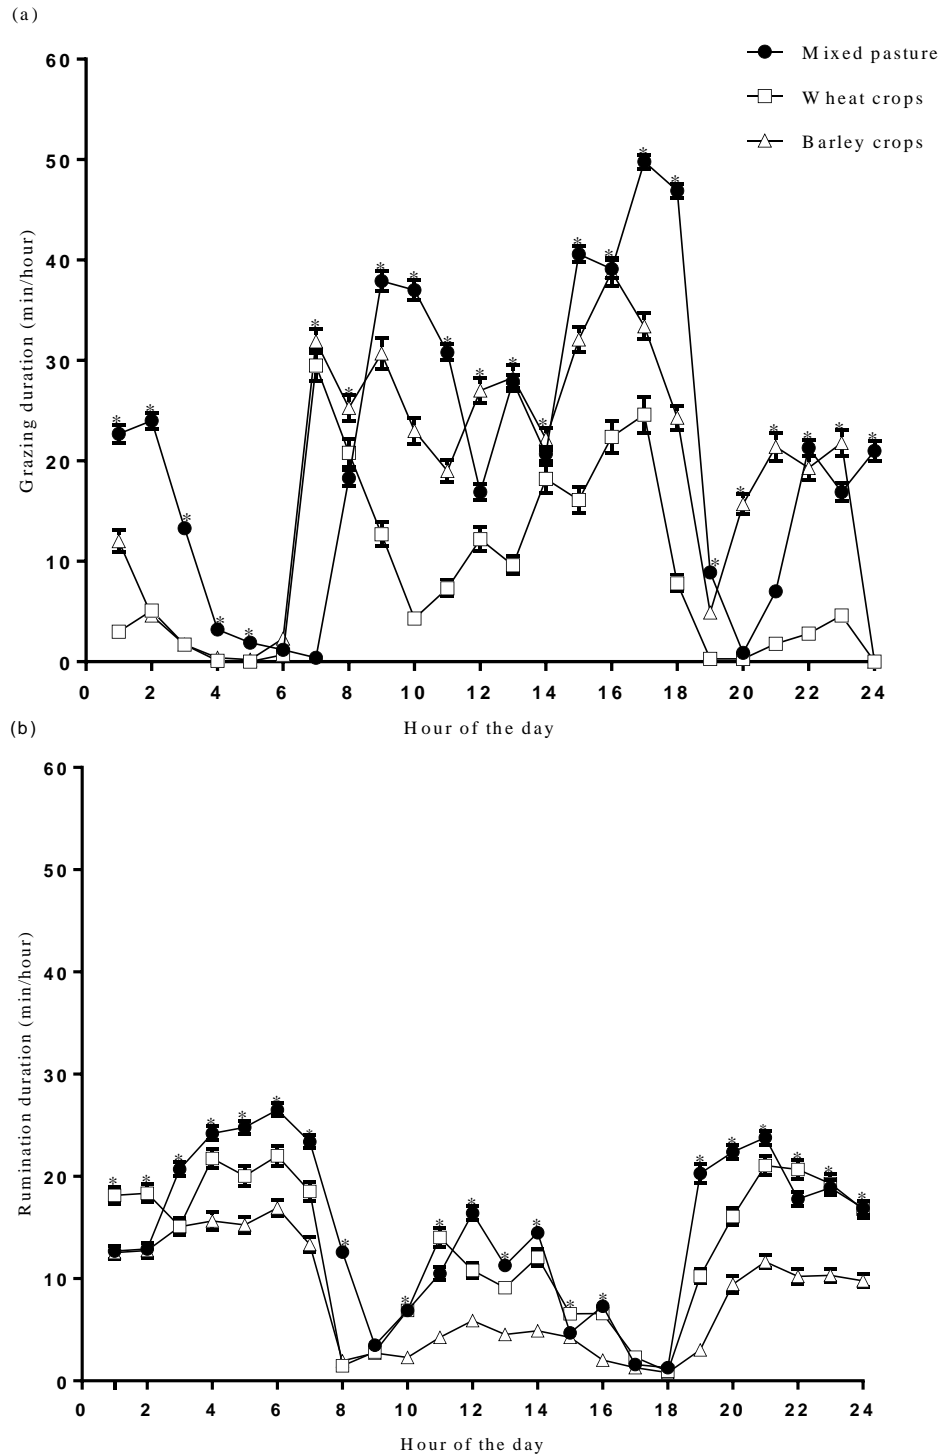 (a)
Mixed pasture
Wheat crops
Barley crops
Grazing duration (min/hour)
60
50
40
30
20
10
0
* * * * * * * * * * * * * * * * * * * * * * *
0 2 4 6 8 10 12 14 16 18 20 22 24
Hour of the day
(b)
Rumination duration (min/hour)
60
50
40
30
20
10
0
* * * * * * * * * * * * * * * * * * * * *
0 2 4 6 8 10 12 14 16 18 20 22 24
Hour of the day